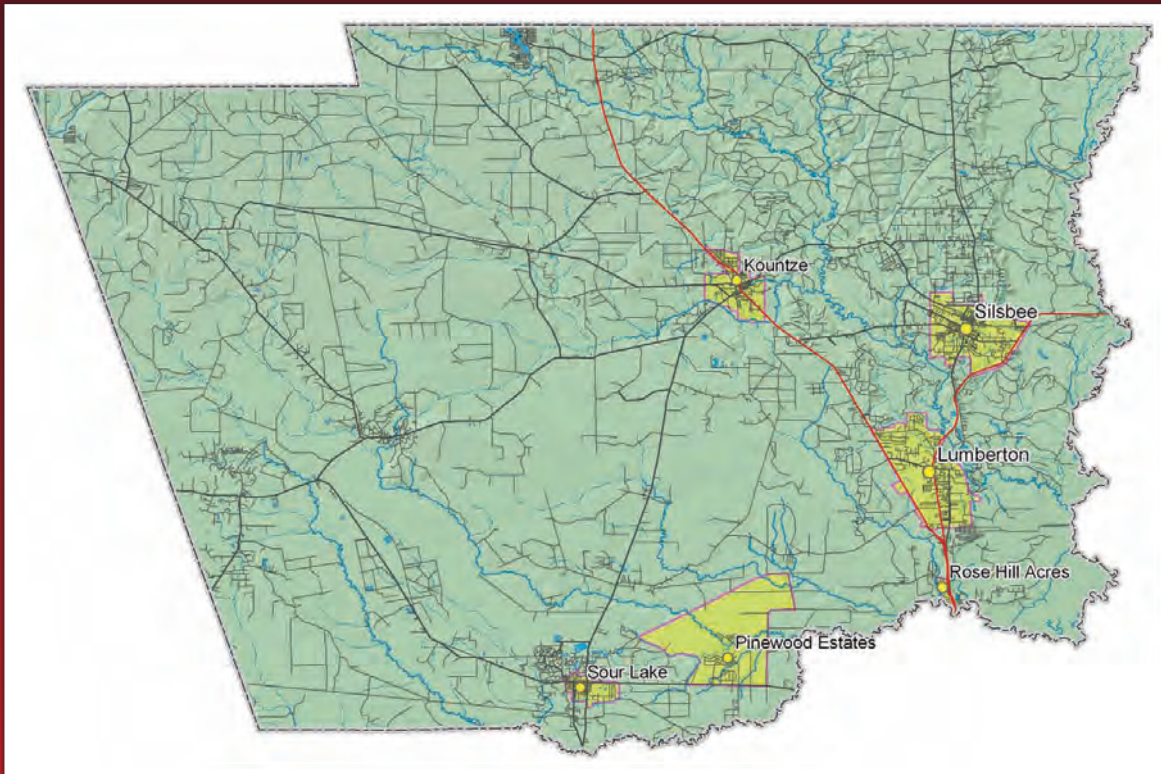 Kountze
Silsbee
Lumberton
Rose Hill Acres
Pinewood Estates
Sour Lake